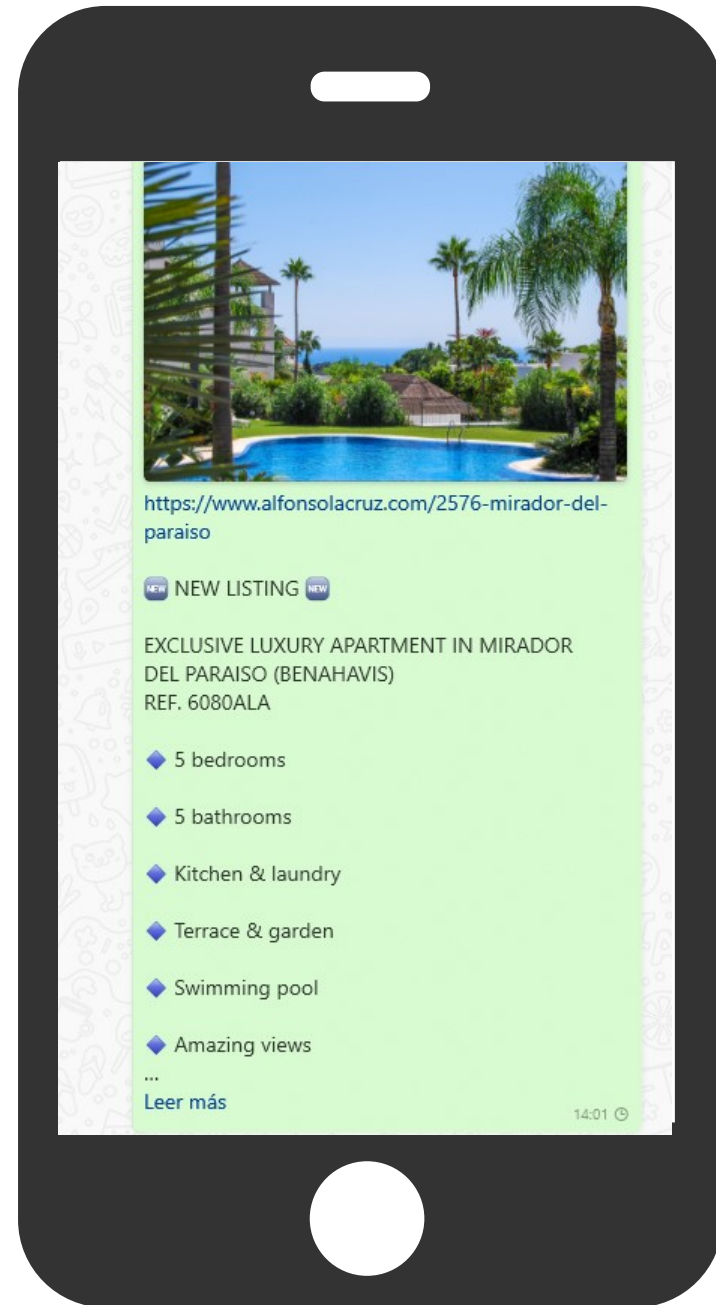 https://www.alfonsolacruz.com/2576-mirador-del-
paraiso
🆕 NEW LISTING 🆕
EXCLUSIVE LUXURY APARTMENT IN MIRADOR
DEL PARAISO (BENAHAVIS)
REF. 6080ALA
🔷 5 bedrooms
🔷 5 bathrooms
🔷 Kitchen & laundry
🔷 Terrace & garden
🔷 Swimming pool
🔷 Amazing views
...
Leer más
14:01